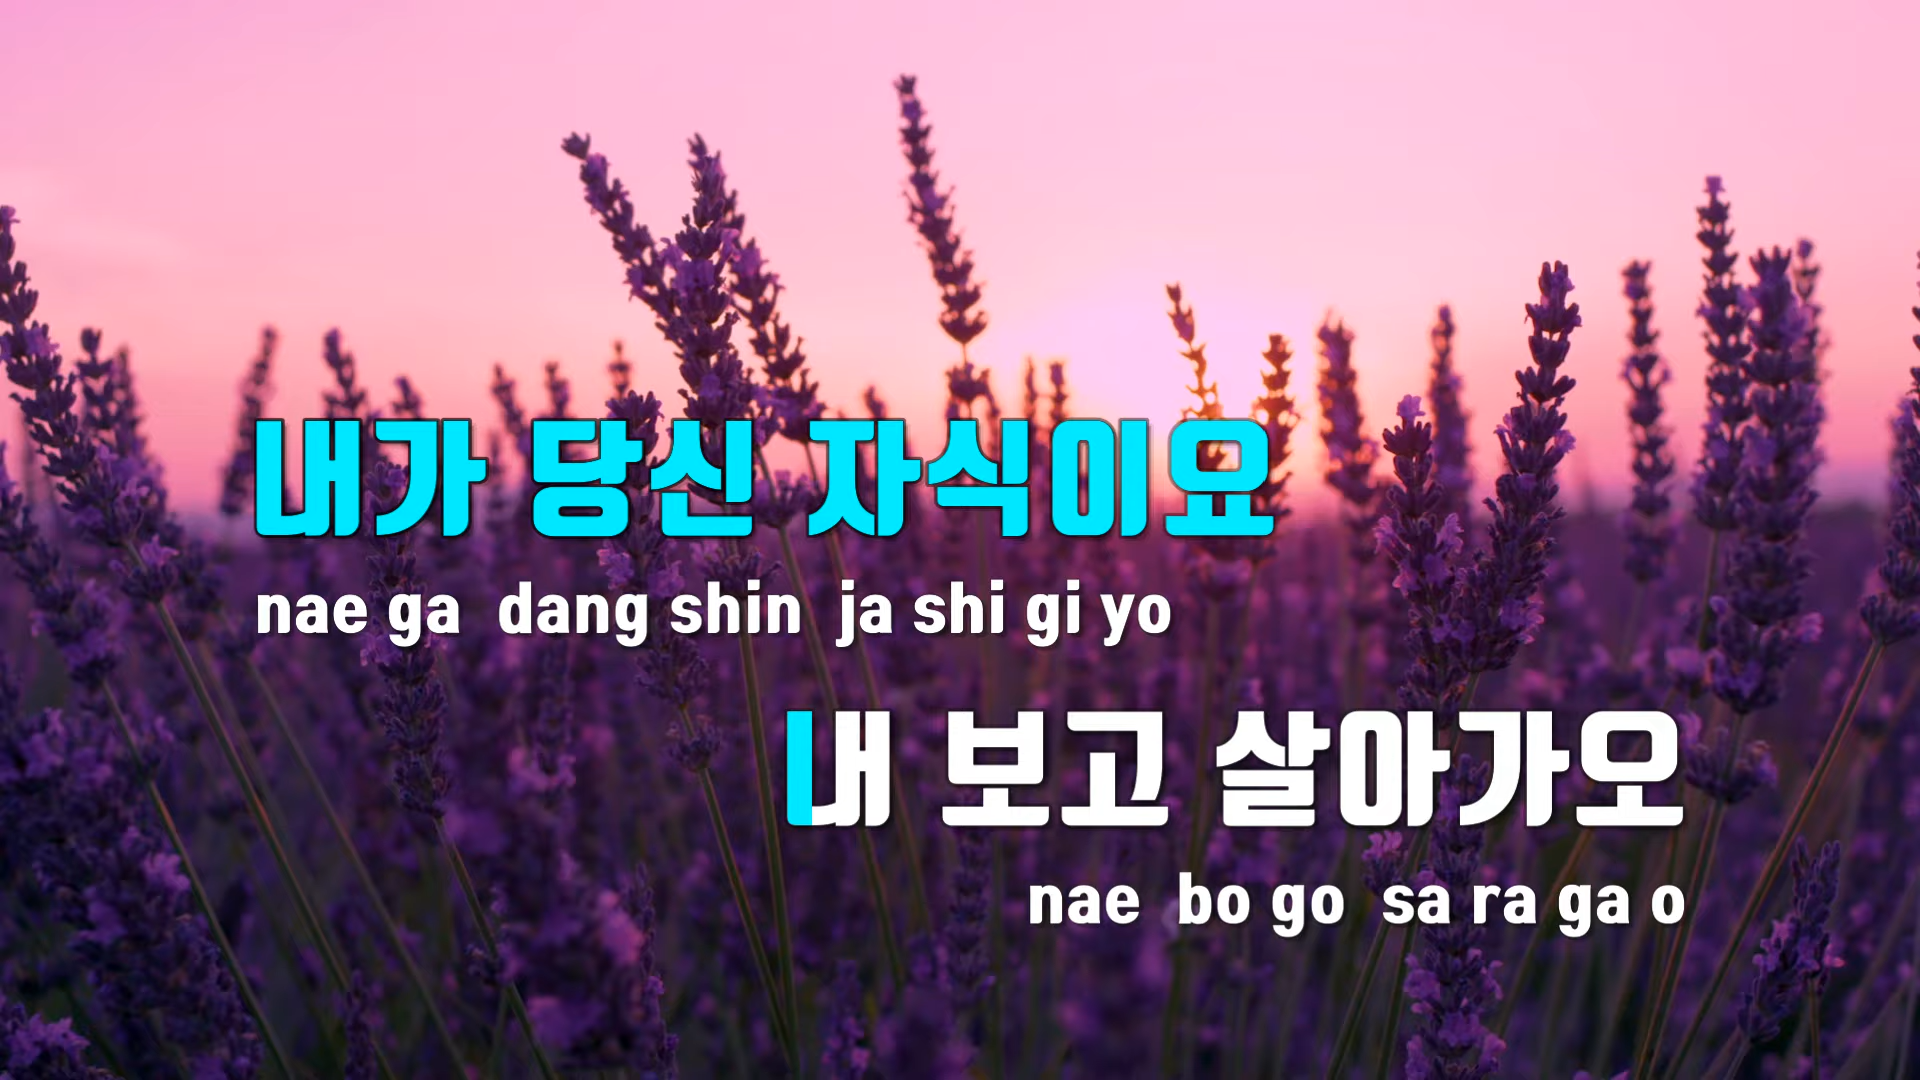 내가 당신 자식이요
nae ga dang shin ja shi gi yo
내 보고 살아가오
nae bo go sa ra ga o